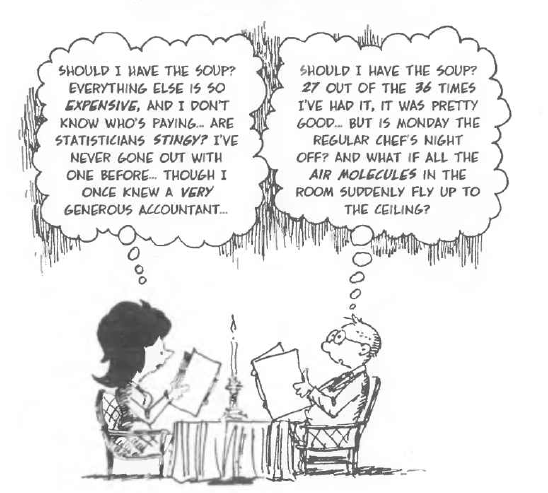 SHOULD I HAVE THE SOUP?
EVERYTHING ELSE IS SO
EXPENSIVE, AND I DON'T
KNOW WHO'S PAYING... ARE
STATISTICIANS STINGY? I'VE
NEVER GONE OUT WITH
ONE BEFORE... THOUGH I
ONCE KNEW A VERY
GENEROUS ACCOUNTANT...
SHOULD I HAVE THE SOUP?
27 OUT OF THE 36 TIMES
I'VE HAD IT, IT WAS PRETTY
GOOD... BUT IS MONDAY THE
REGULAR CHEF'S NIGHT
OFF? AND WHAT IF ALL THE
AIR MOLECULES IN THE
ROOM SUDDENLY FLY UP TO
THE CEILING?